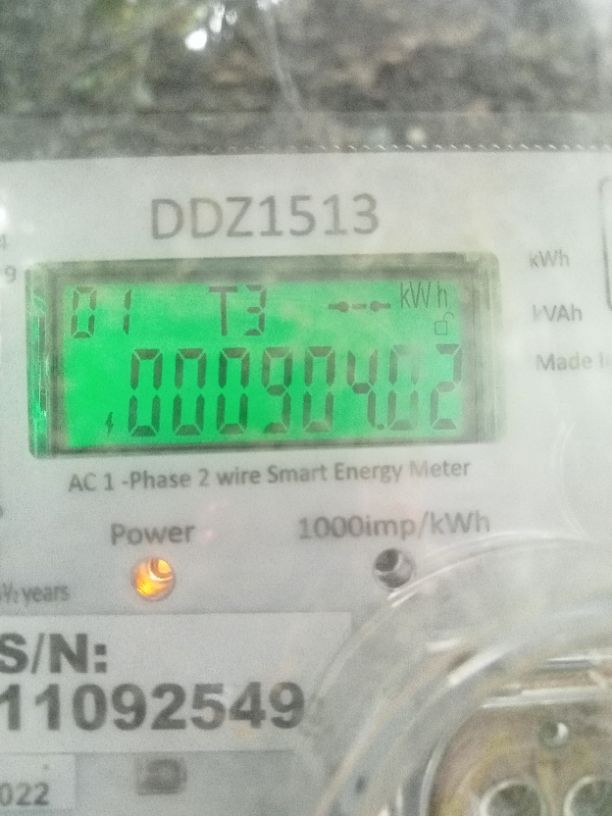 DDZ1513
kWh
01 T3 kWh
kVAh
000904.02
Made
AC 1 -Phase 2 wire Smart Energy Meter
Power 1000imp/kWh
years
S/N:
11092549
022